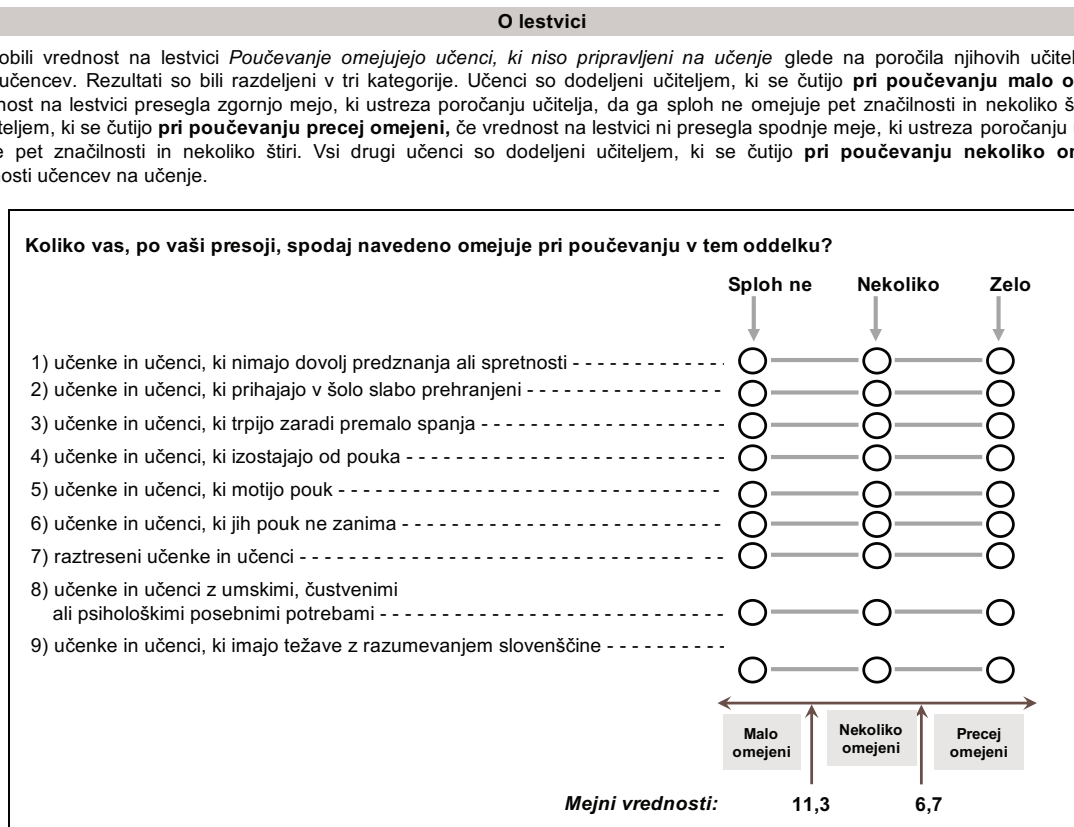 O lestvici
obili vrednost na lestvici Poučevanje omejujejo učenci, ki niso pripravljeni na učenje glede na poročila njihovih učitel
učencev. Rezultati so bili razdeljeni v tri kategorije. Učenci so dodeljeni učiteljem, ki se čutijo pri poučevanju malo o
nost na lestvici presegla zgornjo mejo, ki ustreza poročanju učitelja, da ga sploh ne omejuje pet značilnosti in nekoliko š
teljem, ki se čutijo pri poučevanju precej omejeni, če vrednost na lestvici ni presegla spodnje meje, ki ustreza poročanju
e pet značilnosti in nekoliko štiri. Vsi drugi učenci so dodeljeni učiteljem, ki se čutijo pri poučevanju nekoliko on
nosti učencev na učenje.
Koliko vas, po vaši presoji, spodaj navedeno omejuje pri poučevanju v tem oddelku?
Sploh ne Nekoliko Zelo
1) učenke in učenci, ki nimajo dovolj predznanja ali spretnosti - - - - - - - - - - - -
2) učenke in učenci, ki prihajajo v šolo slabo prehranjeni - - - - - - - - - - - - - - - -
3) učenke in učenci, ki trpijo zaradi premalo spanja - - - - - - - - - - - - - - - - - - - -
4) učenke in učenci, ki izostajajo od pouka - - - - - - - - - - - - - - - - - - - - - - - - - -
5) učenke in učenci, ki motijo pouk - - - - - - - - - - - - - - - - - - - - - - - - - - - - - - -
6) učenke in učenci, ki jih pouk ne zanima - - - - - - - - - - - - - - - - - - - - - - - - - -
7) raztreseni učenke in učenci - - - - - - - - - - - - - - - - - - - - - - - - - - - - - - - - - -
8) učenke in učenci z umskimi, čustvenimi
ali psihološkimi posebnimi potrebami - - - - - - - - - - - - - - - - - - - - - - - - - - - -
9) učenke in učenci, ki imajo težave z razumevanjem slovenščine - - - - - - - - - -
Malo Nekoliko Precej
omejeni omejeni omejeni
Mejni vrednosti: 11,3 6,7